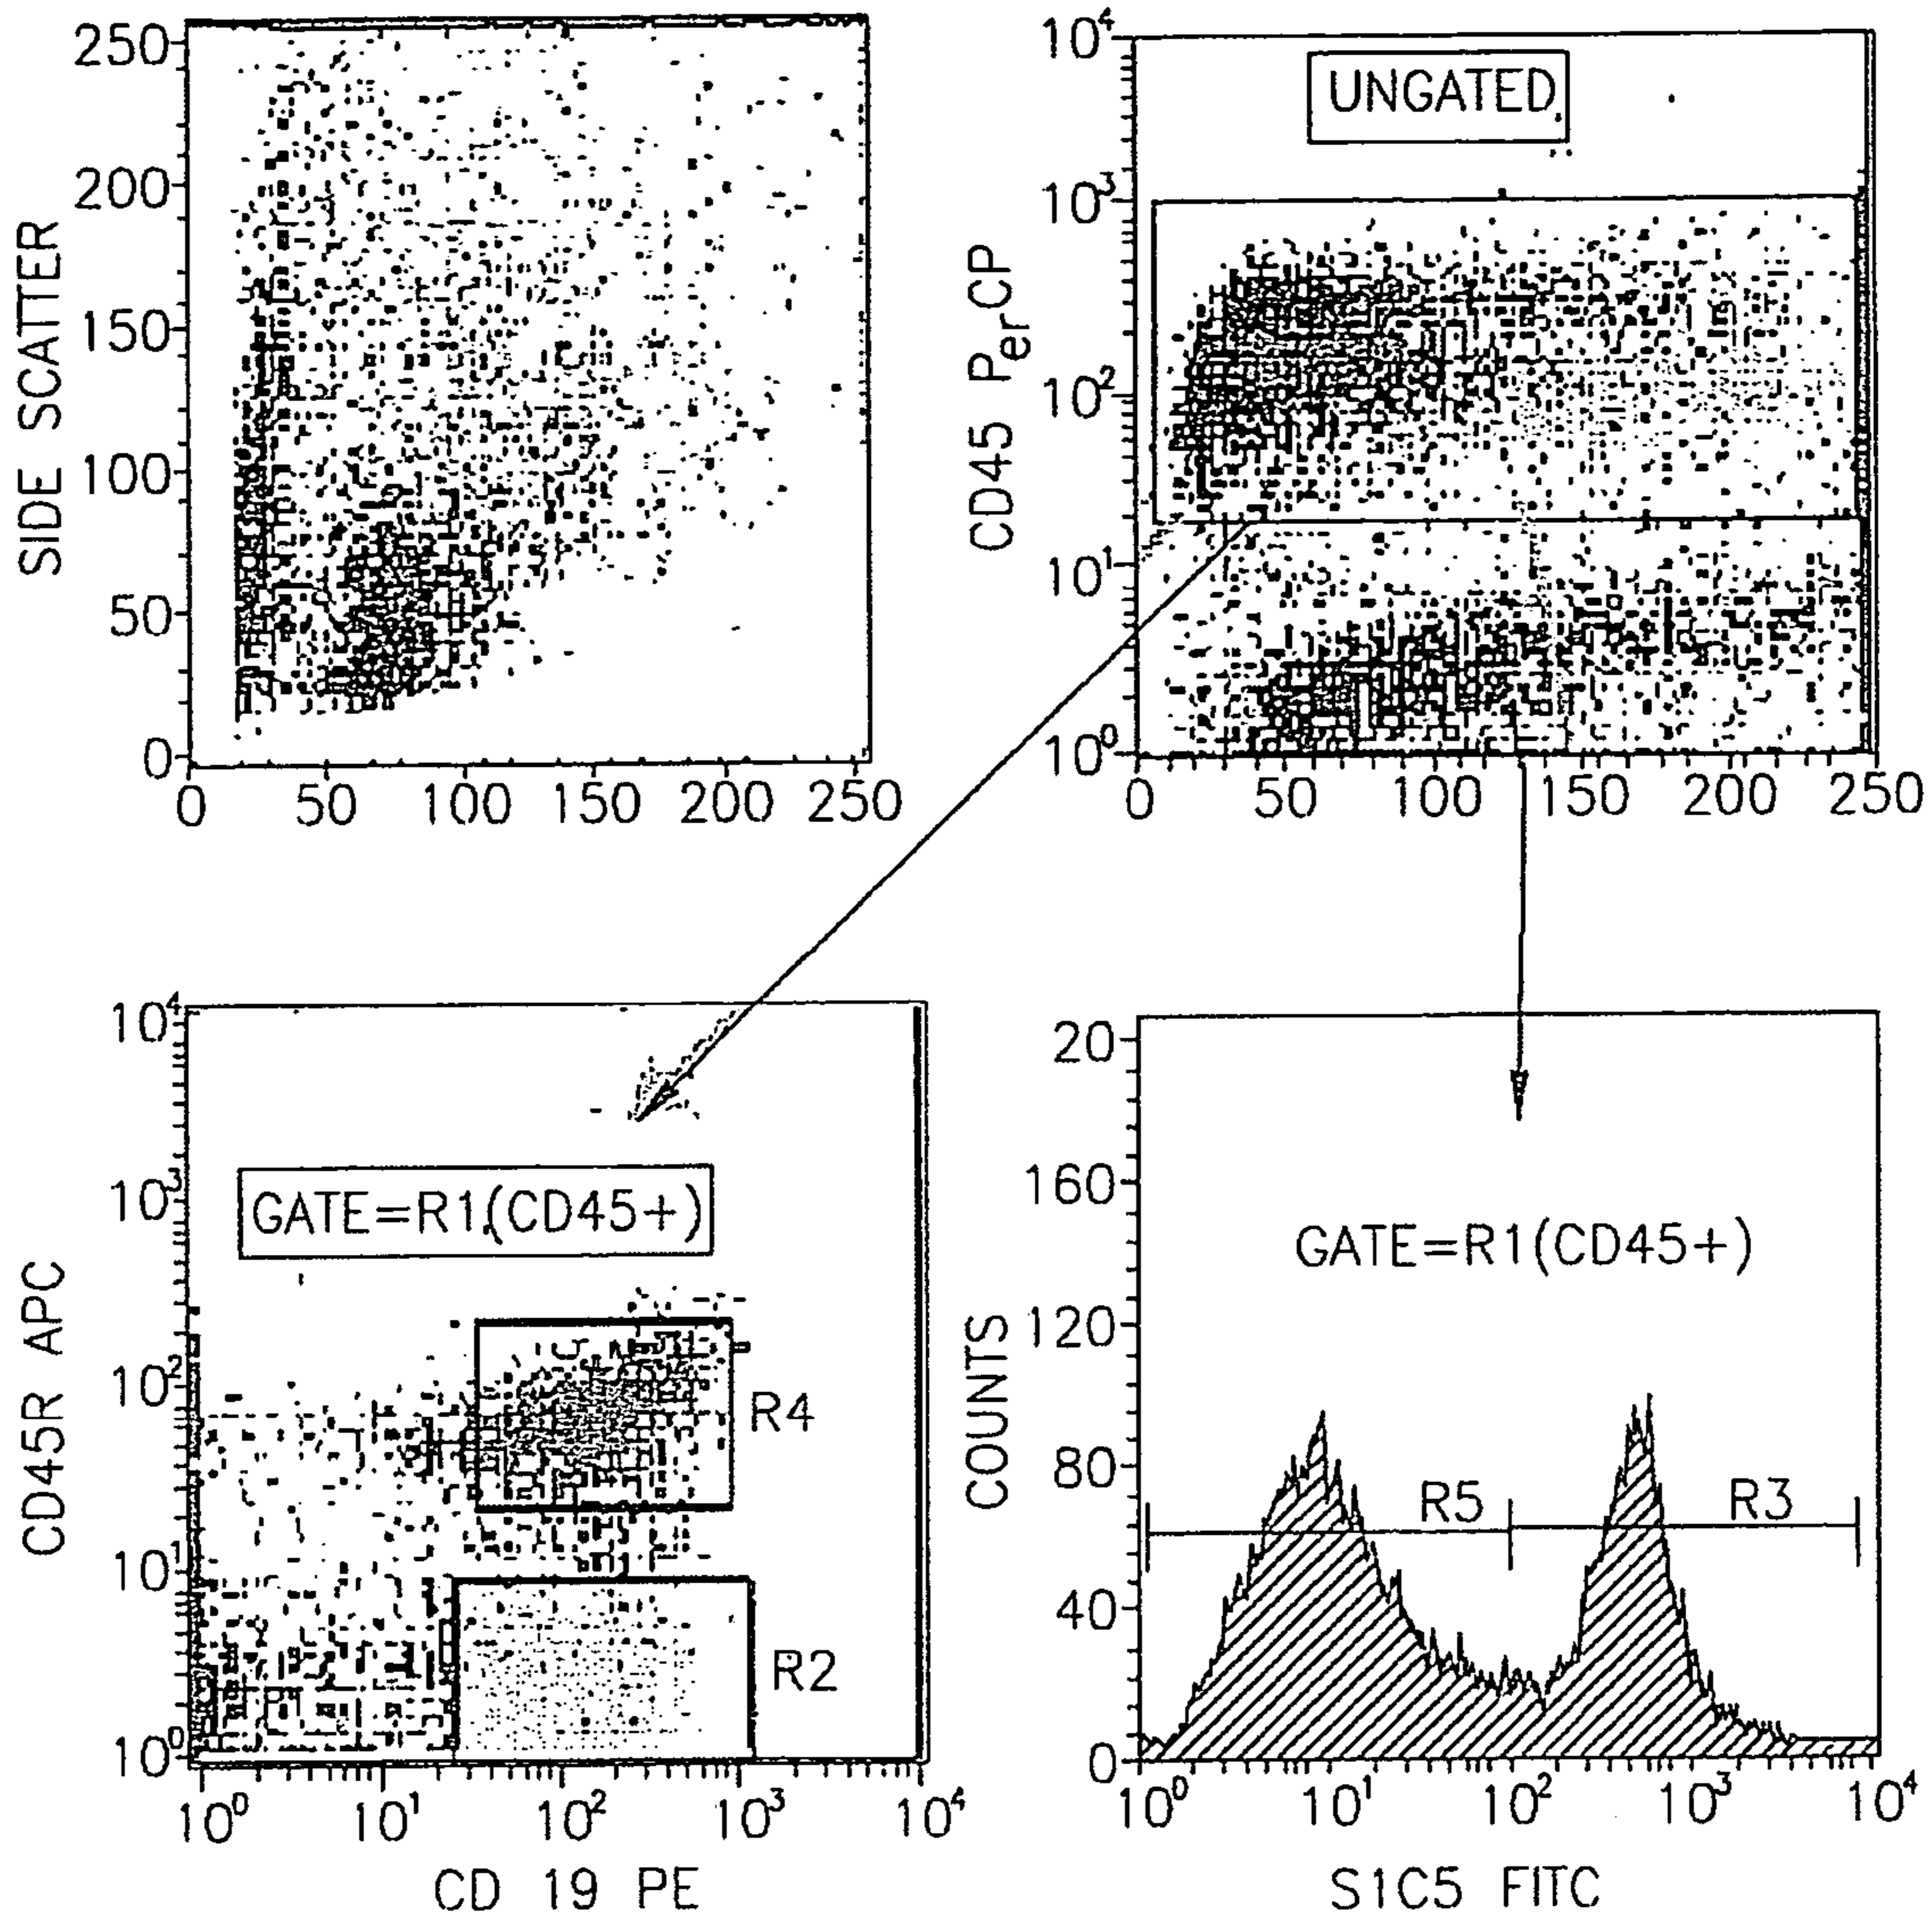 SIDE SCATTER
250
200
150
100
50
0
0 50 100 150 200 250
CD45 PerCP
10⁴
10³
10²
10¹
10⁰
UNGATED
0 50 100 150 200 250
CD45R APC
10⁴
10³
10²
10¹
10⁰
GATE=R1(CD45+)
R4
R2
10⁰ 10¹ 10² 10³ 10⁴
CD 19 PE
COUNTS
20
160
120
80
40
0
GATE=R1(CD45+)
R5 R3
10⁰ 10¹ 10² 10³ 10⁴
S1C5 FITC